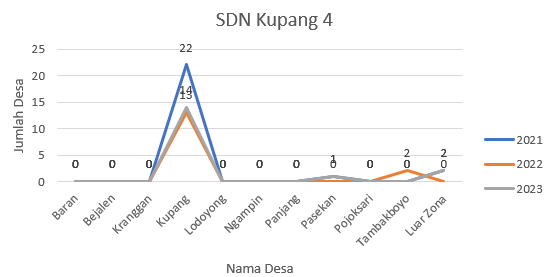 SDN Kupang 4
25
20
15
10
5
0
Jumlah Desa
22
14
13
0 0 0 0 0 0 0 1 0 2 2
0 0
Baran Bejalen Kranggan Kupang Lodoyong Ngampin Panjang Pasekan Pojoksari Tambakboyo Luar Zona
Nama Desa
2021
2022
2023